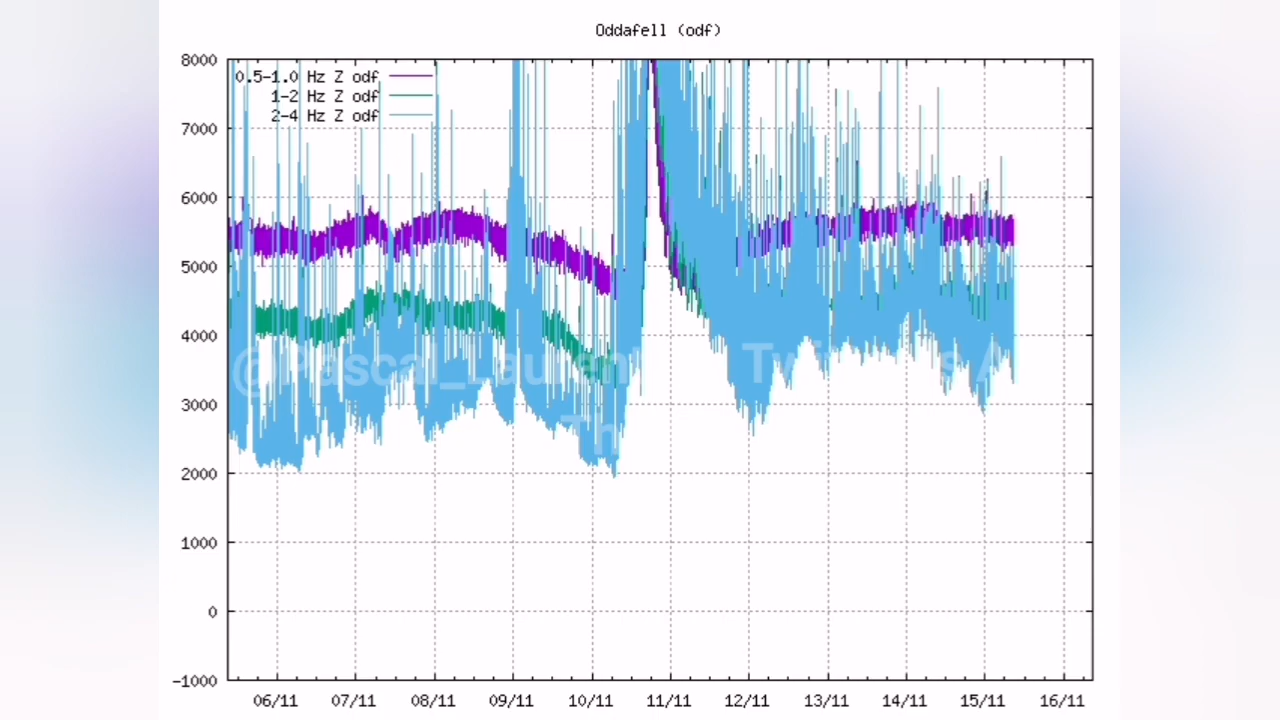 Oddafell (odf)
8000
0.5-1.0 Hz Z odf
1-2 Hz Z odf
2-4 Hz Z odf
7000
6000
5000
4000
3000
2000
1000
0
-1000
06/11 07/11 08/11 09/11 10/11 11/11 12/11 13/11 14/11 15/11 16/11